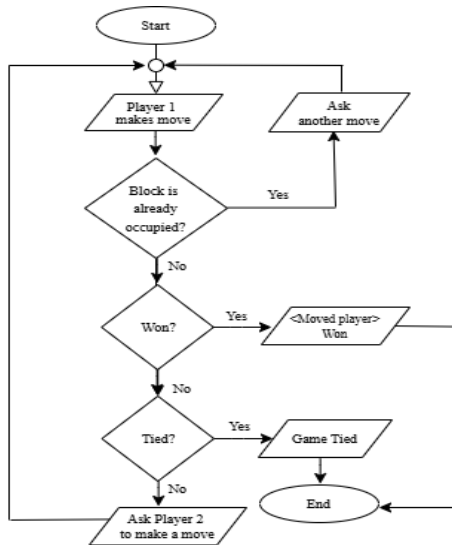 Start
Player 1
makes move
Ask
another move
Block is
already
occupied?
Yes
No
Won?
Yes
<Moved player>
Won
No
Tied?
Yes
Game Tied
No
End
Ask Player 2
to make a move